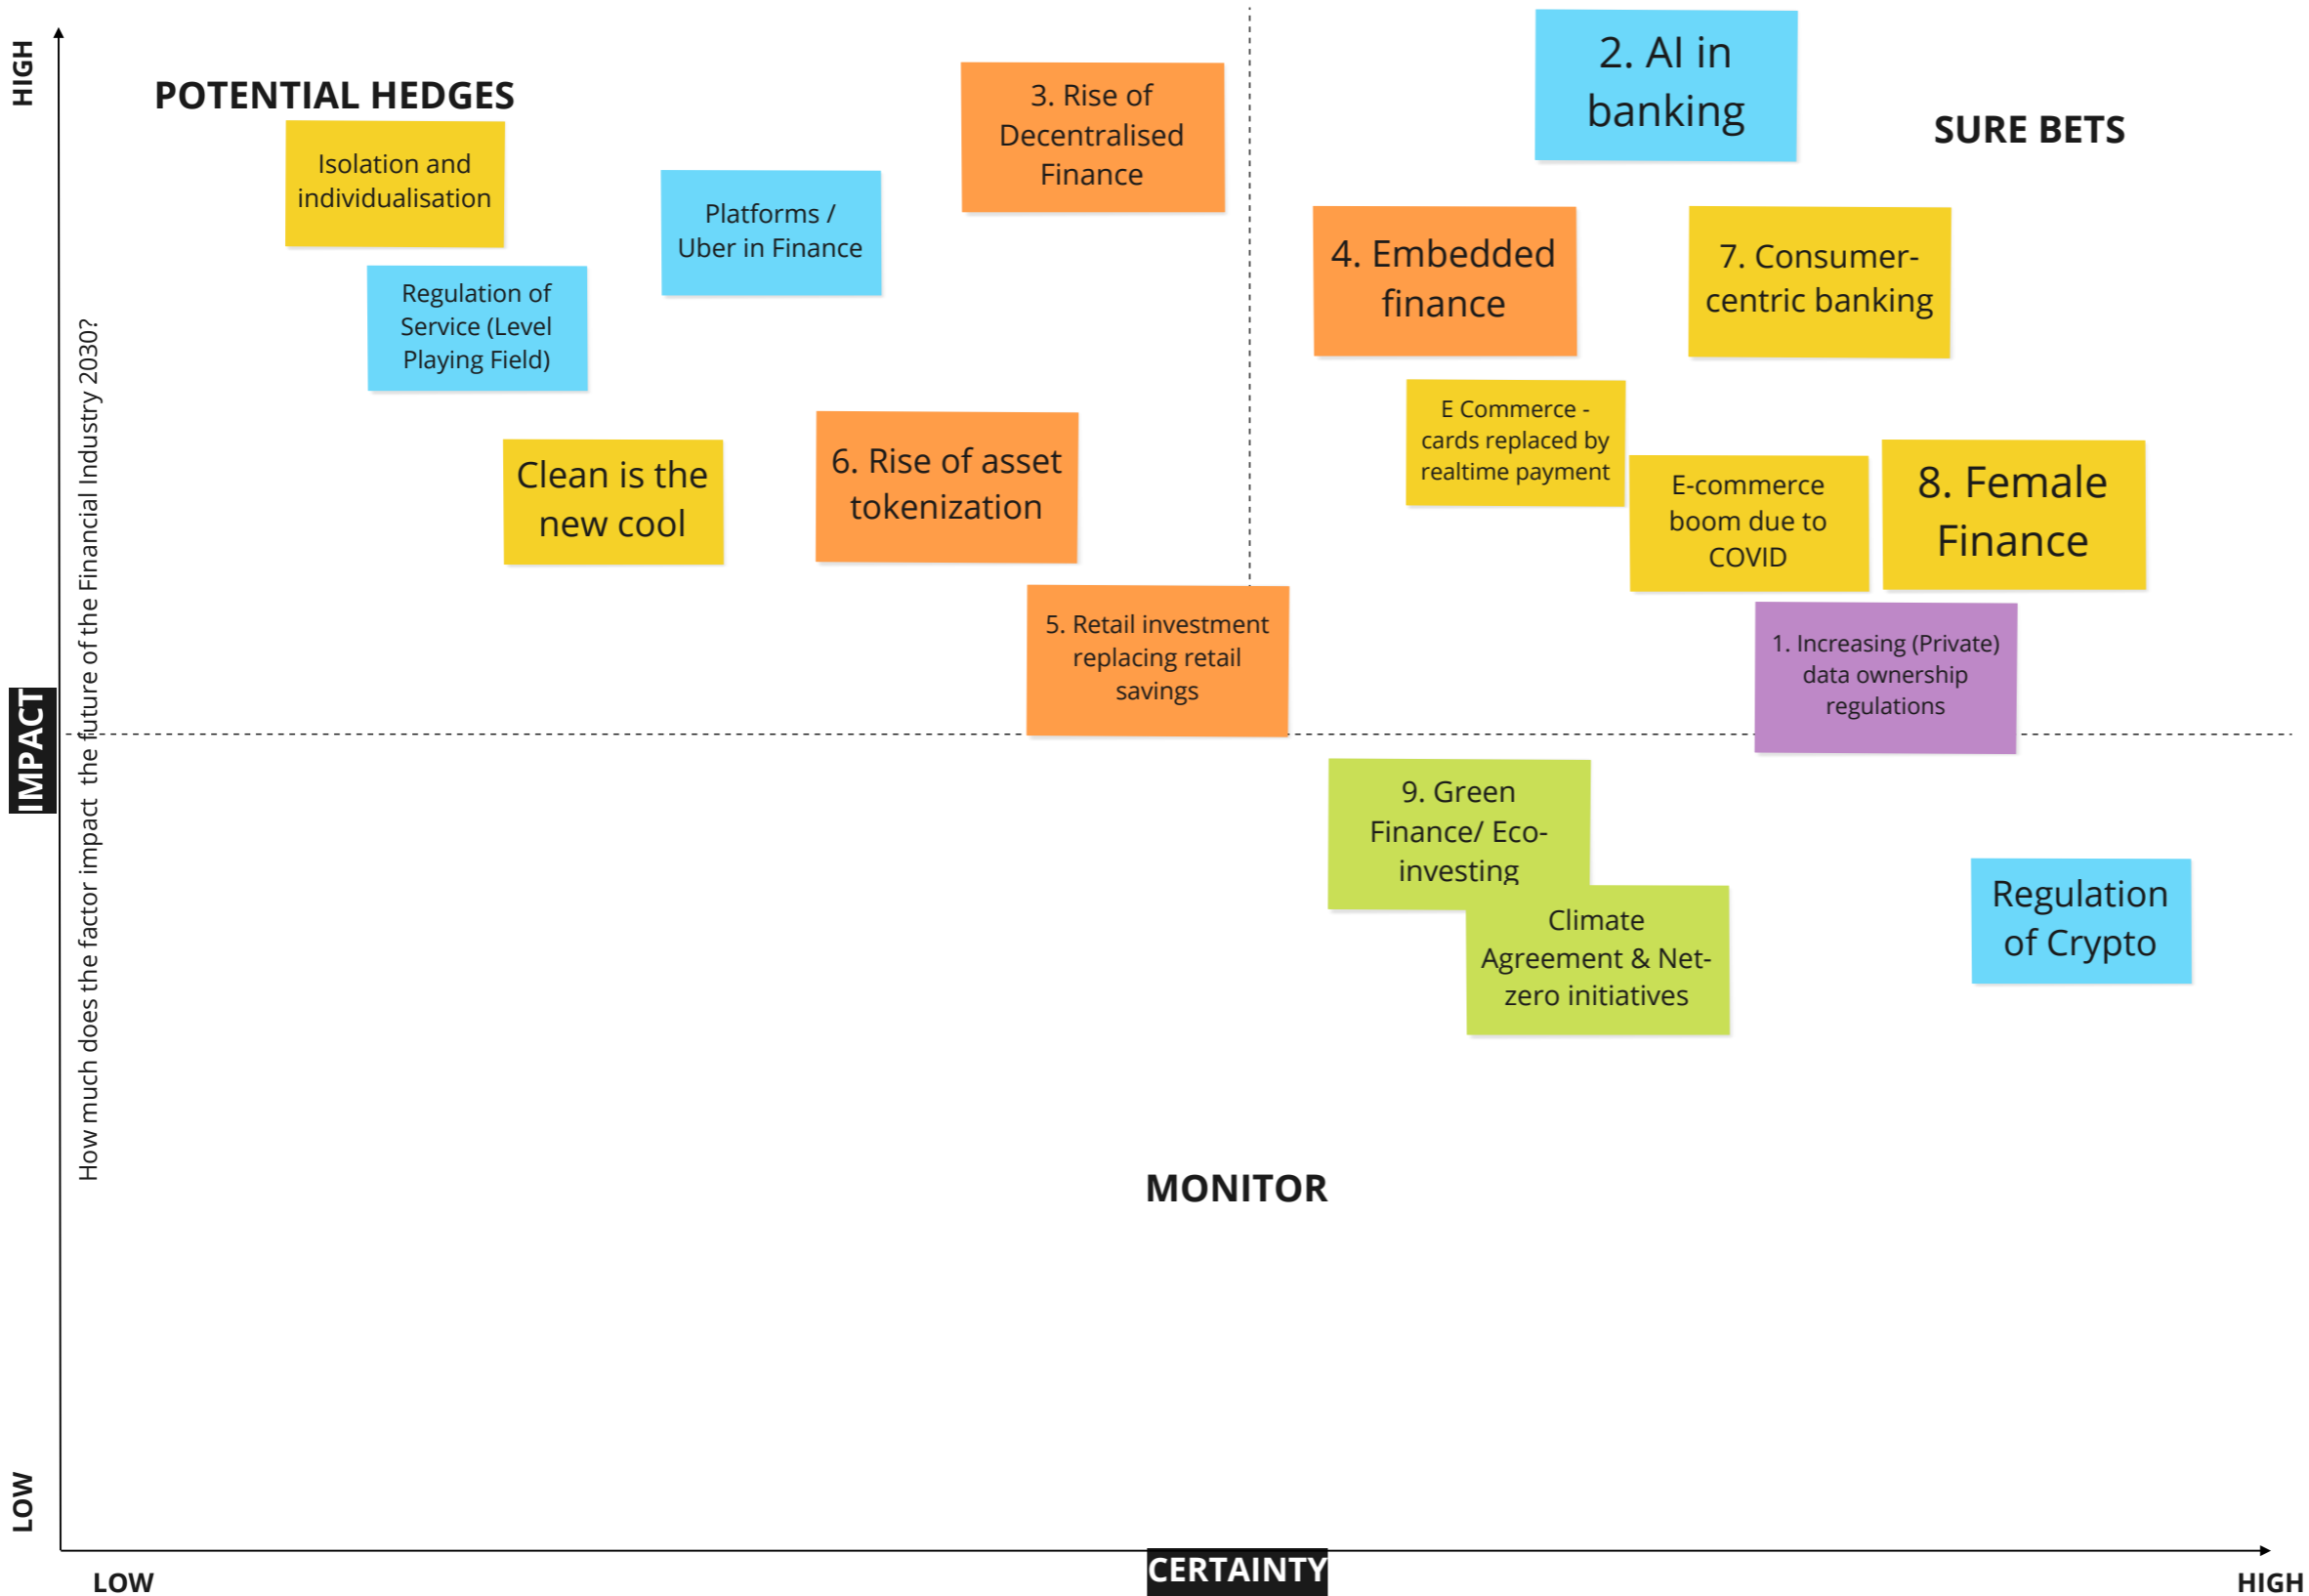 HIGH
POTENTIAL HEDGES
SURE BETS
2. AI in
banking
3. Rise of
Decentralised
Finance
Isolation and
individualisation
Platforms /
Uber in Finance
4. Embedded
finance
7. Consumer-
centric banking
Regulation of
Service (Level
Playing Field)
E Commerce -
cards replaced by
realtime payment
Clean is the
new cool
6. Rise of asset
tokenization
E-commerce
boom due to
COVID
8. Female
Finance
5. Retail investment
replacing retail
savings
1. Increasing (Private)
data ownership
regulations
IMPACT
How much does the factor impact the future of the Financial Industry 2030?
9. Green
Finance/ Eco-
investing
Climate
Agreement & Net-
zero initiatives
Regulation
of Crypto
MONITOR
LOW
LOW
CERTAINTY
HIGH